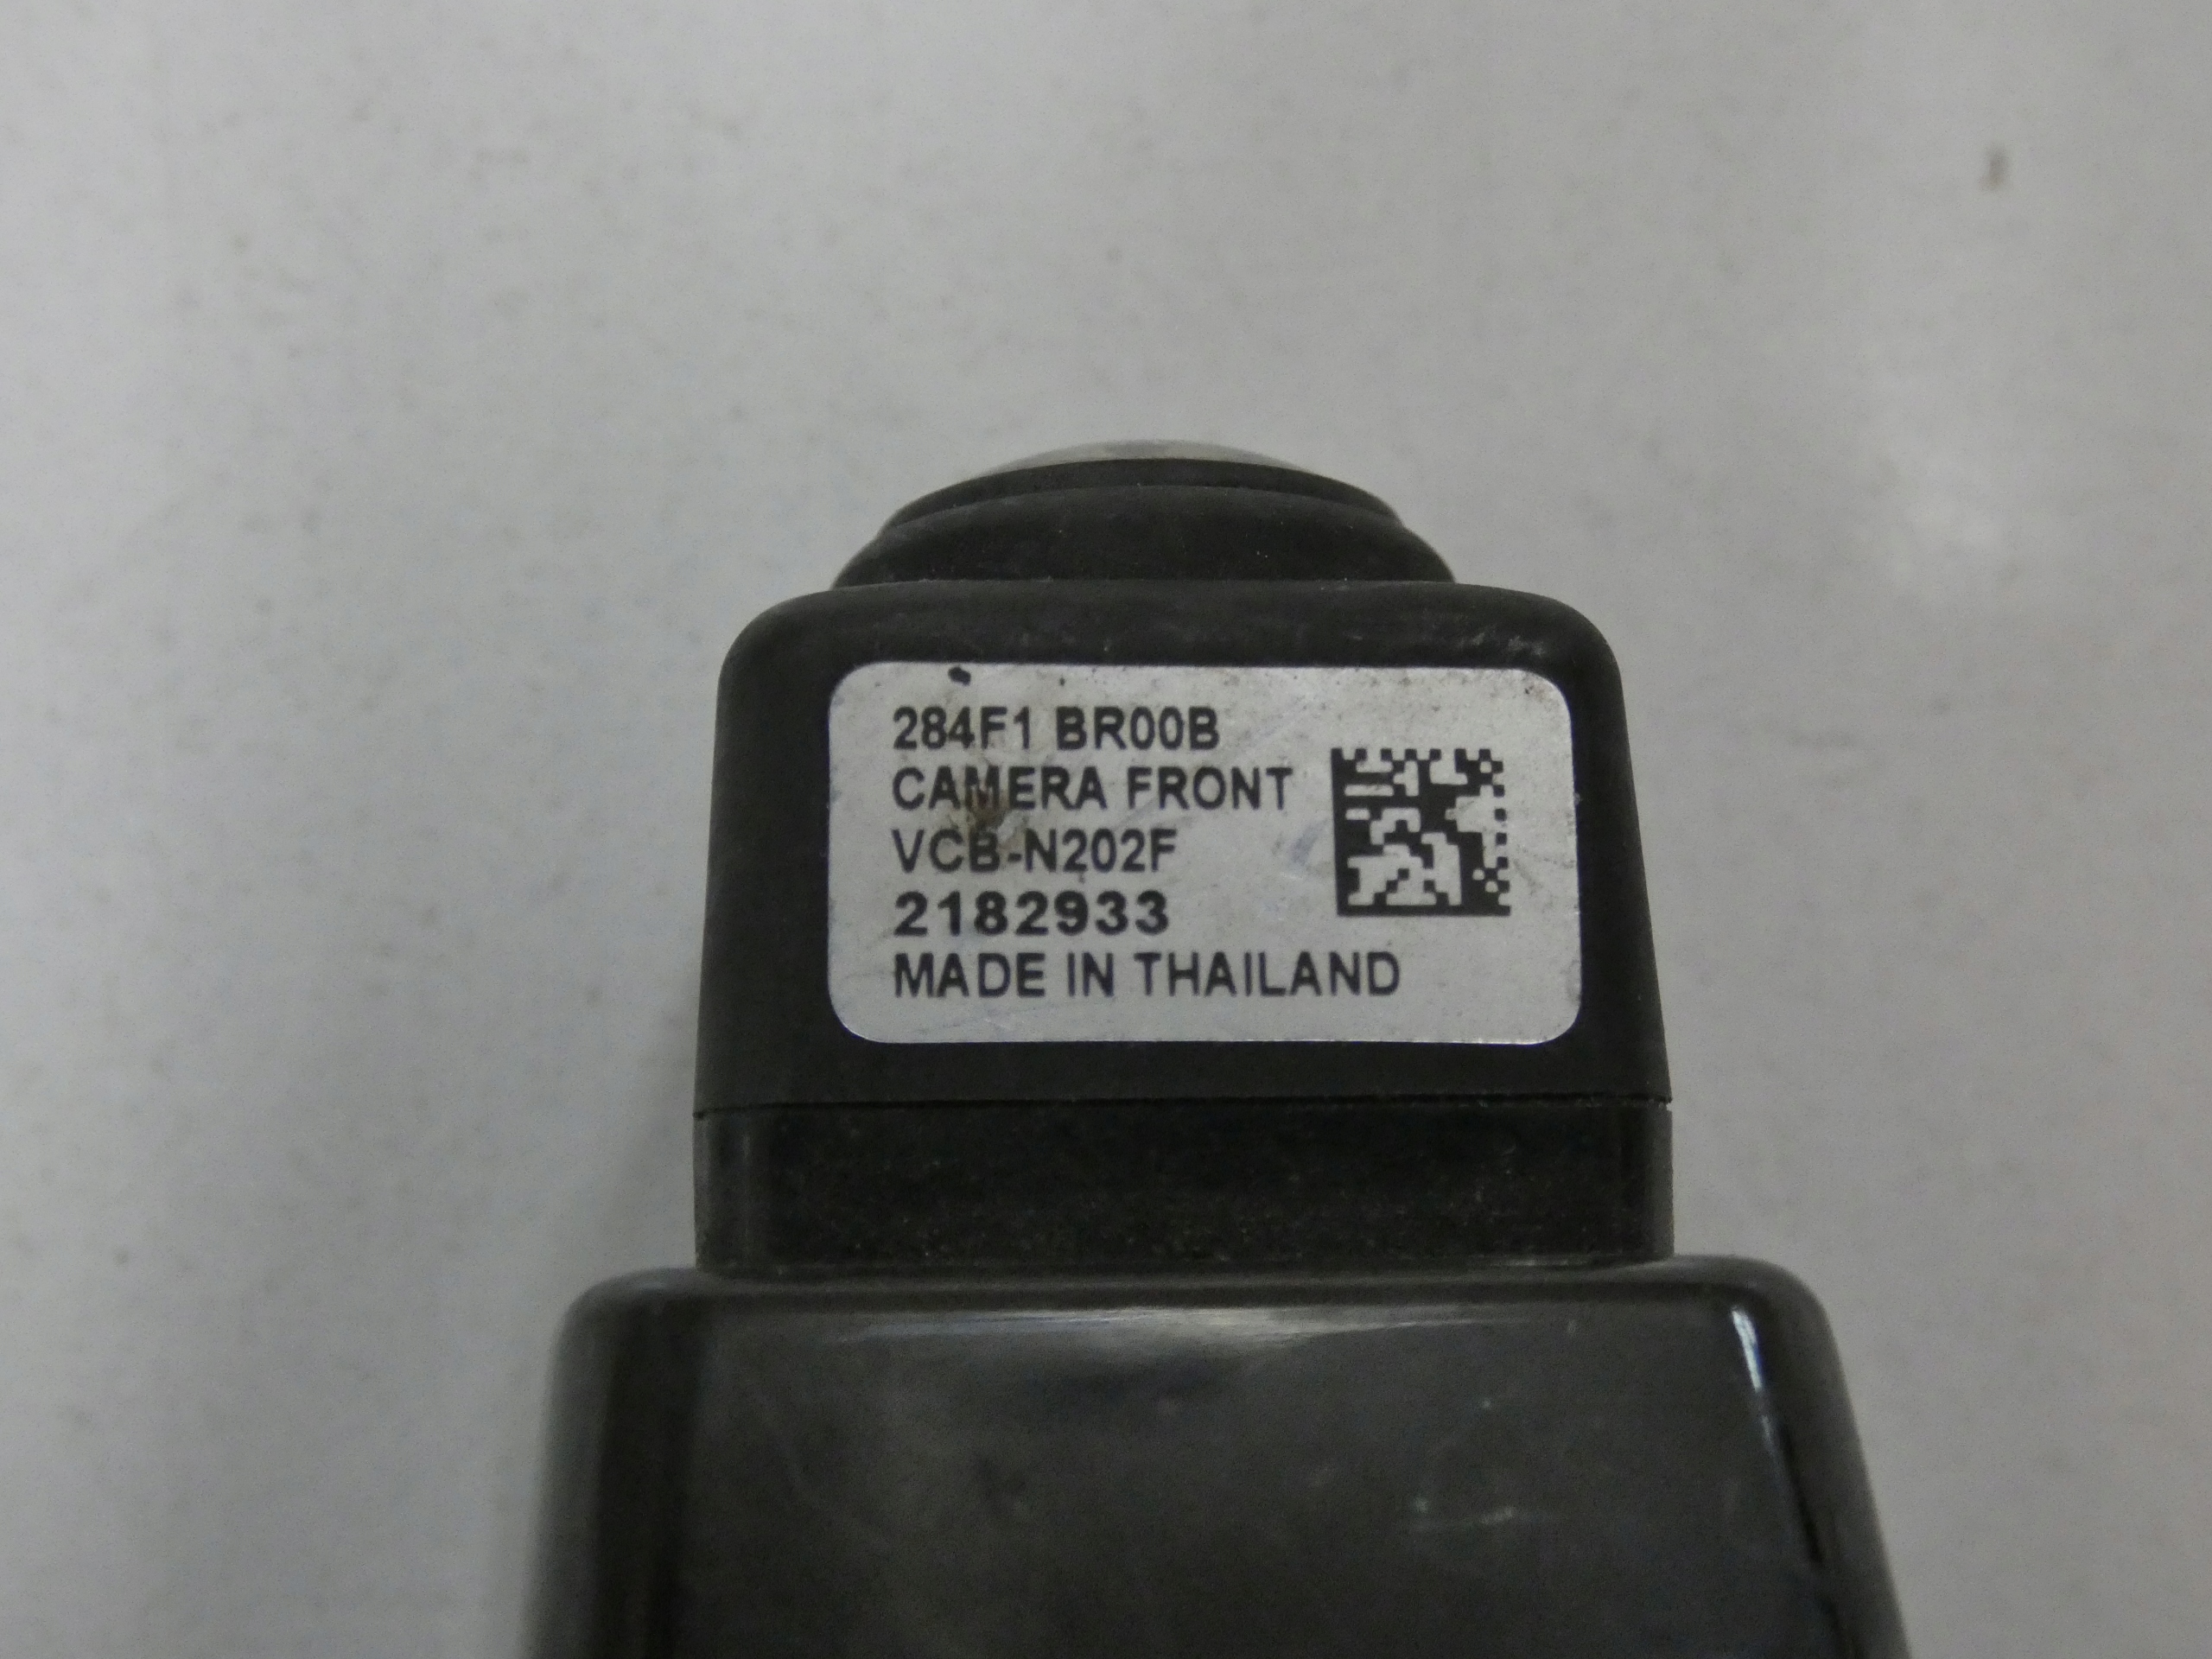 284F1 BR00B
CAMERA FRONT
VCB-N202F
2182933
MADE IN THAILAND